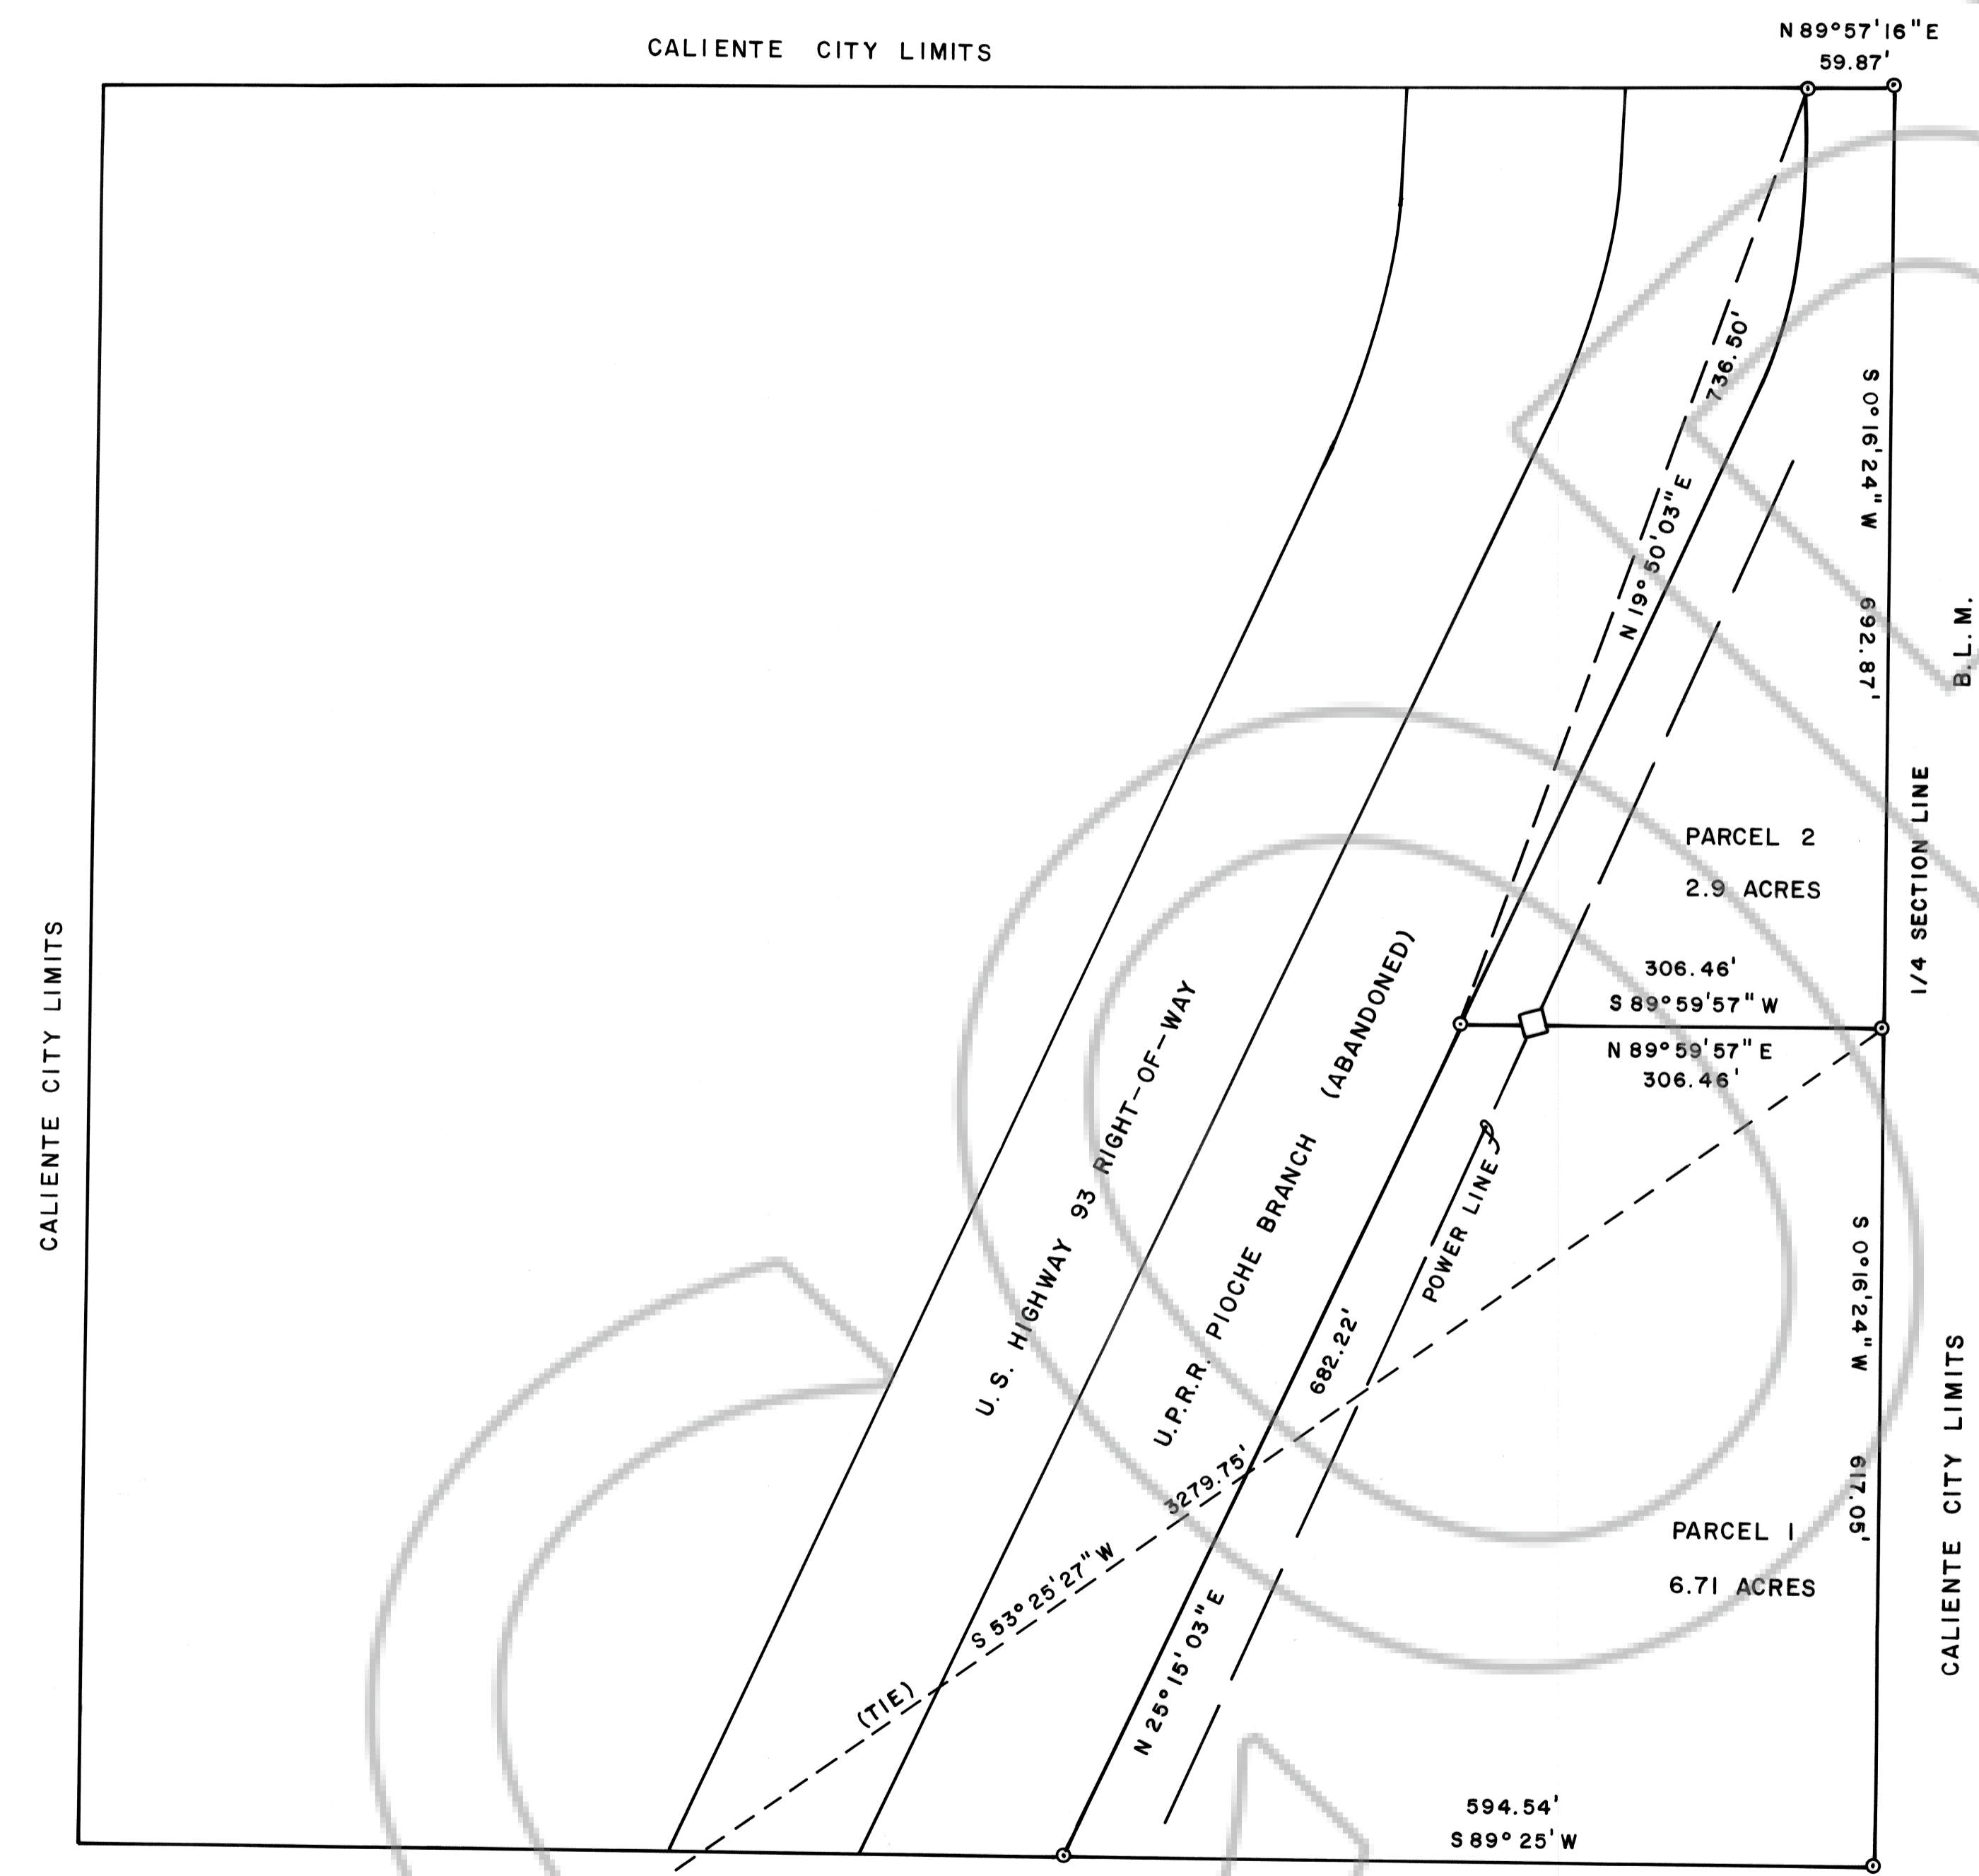 CALIENTE CITY LIMITS
N 89°57'16" E
59.87'
736.50'
N 19°50'03" E
S 0°16'24" W 692.87'
B.L.M.
1/4 SECTION LINE
PARCEL 2
2.9 ACRES
306.46'
S 89°59'57" W
N 89°59'57" E
306.46'
CALIENTE CITY LIMITS
U.S. HIGHWAY 93 RIGHT-OF-WAY
U.P.R.R. PIOCHE BRANCH (ABANDONED)
POWER LINE
682.22'
N 25°15'03" E
3279.75'
S 53°25'27" W
(TIE)
S 0°16'24" W 617.05'
CALIENTE CITY LIMITS
PARCEL 1
6.71 ACRES
594.54'
S 89°25' W